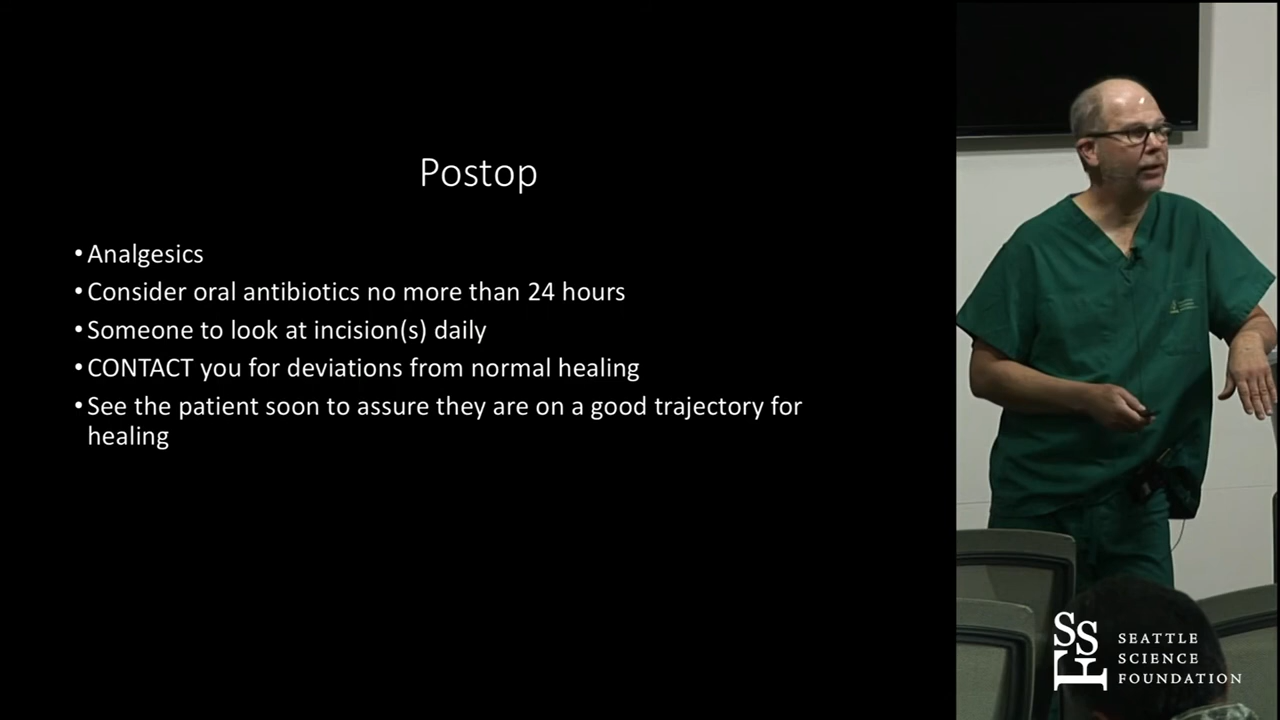 Postop
•Analgesics
•Consider oral antibiotics no more than 24 hours
•Someone to look at incision(s) daily
•CONTACT you for deviations from normal healing
•See the patient soon to assure they are on a good trajectory for
healing
SSF
SEATTLE
SCIENCE
FOUNDATION